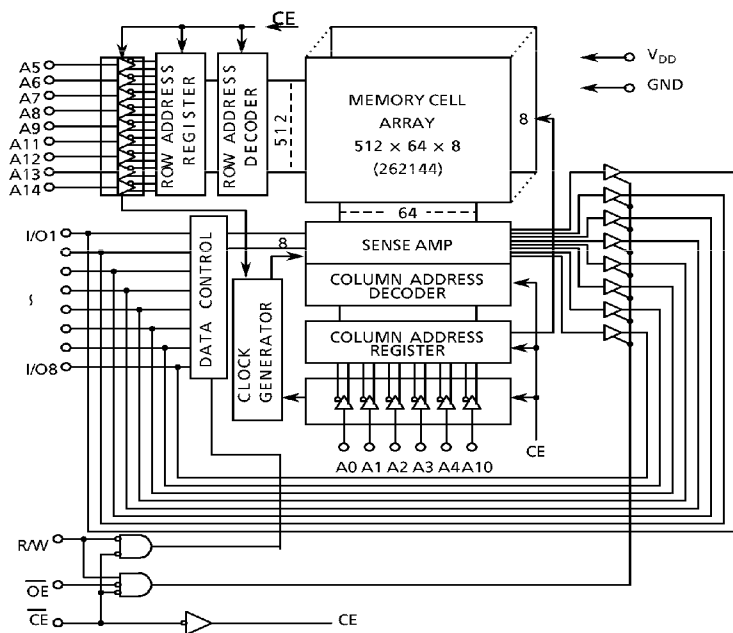 CE
A5
A6
A7
A8
A9
A11
A12
A13
A14
ROW ADDRESS
REGISTER
ROW ADDRESS
DECODER
512
MEMORY CELL
ARRAY
512 × 64 × 8
(262144)
8
VDD
GND
64
I/O1
I/O8
DATA CONTROL
8
CLOCK
GENERATOR
SENSE AMP
COLUMN ADDRESS
DECODER
COLUMN ADDRESS
REGISTER
A0 A1 A2 A3 A4 A10
CE
R/W
OE
CE
CE